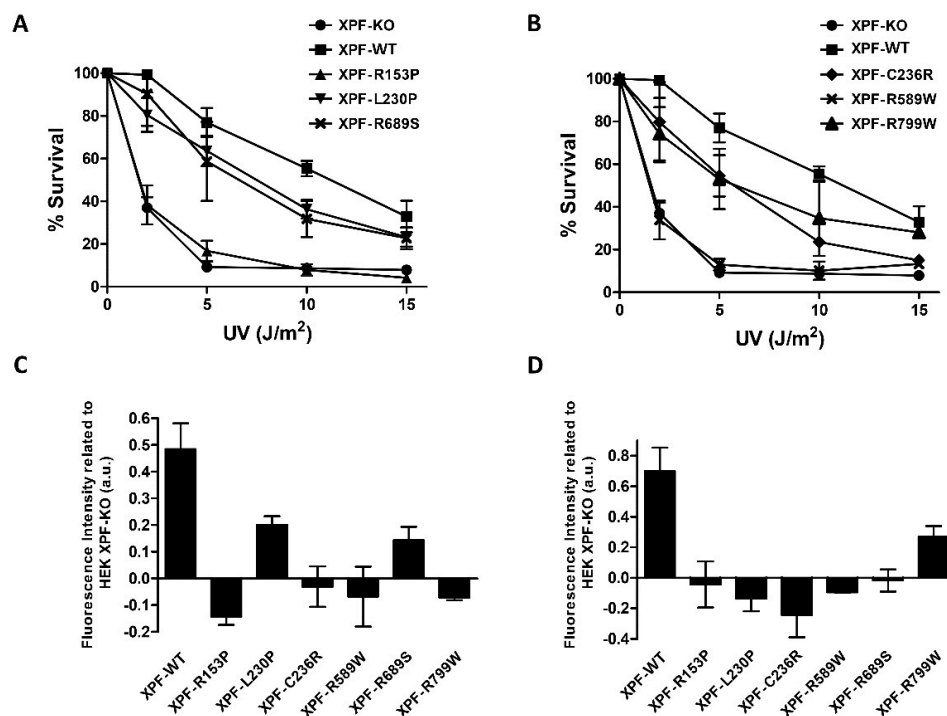 A
XPF-KO
XPF-WT
XPF-R153P
XPF-L230P
XPF-R689S
% Survival
100
80
60
40
20
0
0 5 10 15
UV (J/m²)
B
XPF-KO
XPF-WT
XPF-C236R
XPF-R589W
XPF-R799W
% Survival
100
80
60
40
20
0
0 5 10 15
UV (J/m²)
C
Fluorescence Intensity related to
HEK XPF-KO (a.u.)
0.6
0.5
0.4
0.3
0.2
0.1
0.0
-0.1
-0.2
XPF-WT
XPF-R153P
XPF-L230P
XPF-C236R
XPF-R589W
XPF-R689S
XPF-R799W
D
Fluorescence Intensity related to
HEK XPF-KO (a.u.)
0.8
0.6
0.4
0.2
0.0
-0.2
-0.4
XPF-WT
XPF-R153P
XPF-L230P
XPF-C236R
XPF-R589W
XPF-R689S
XPF-R799W